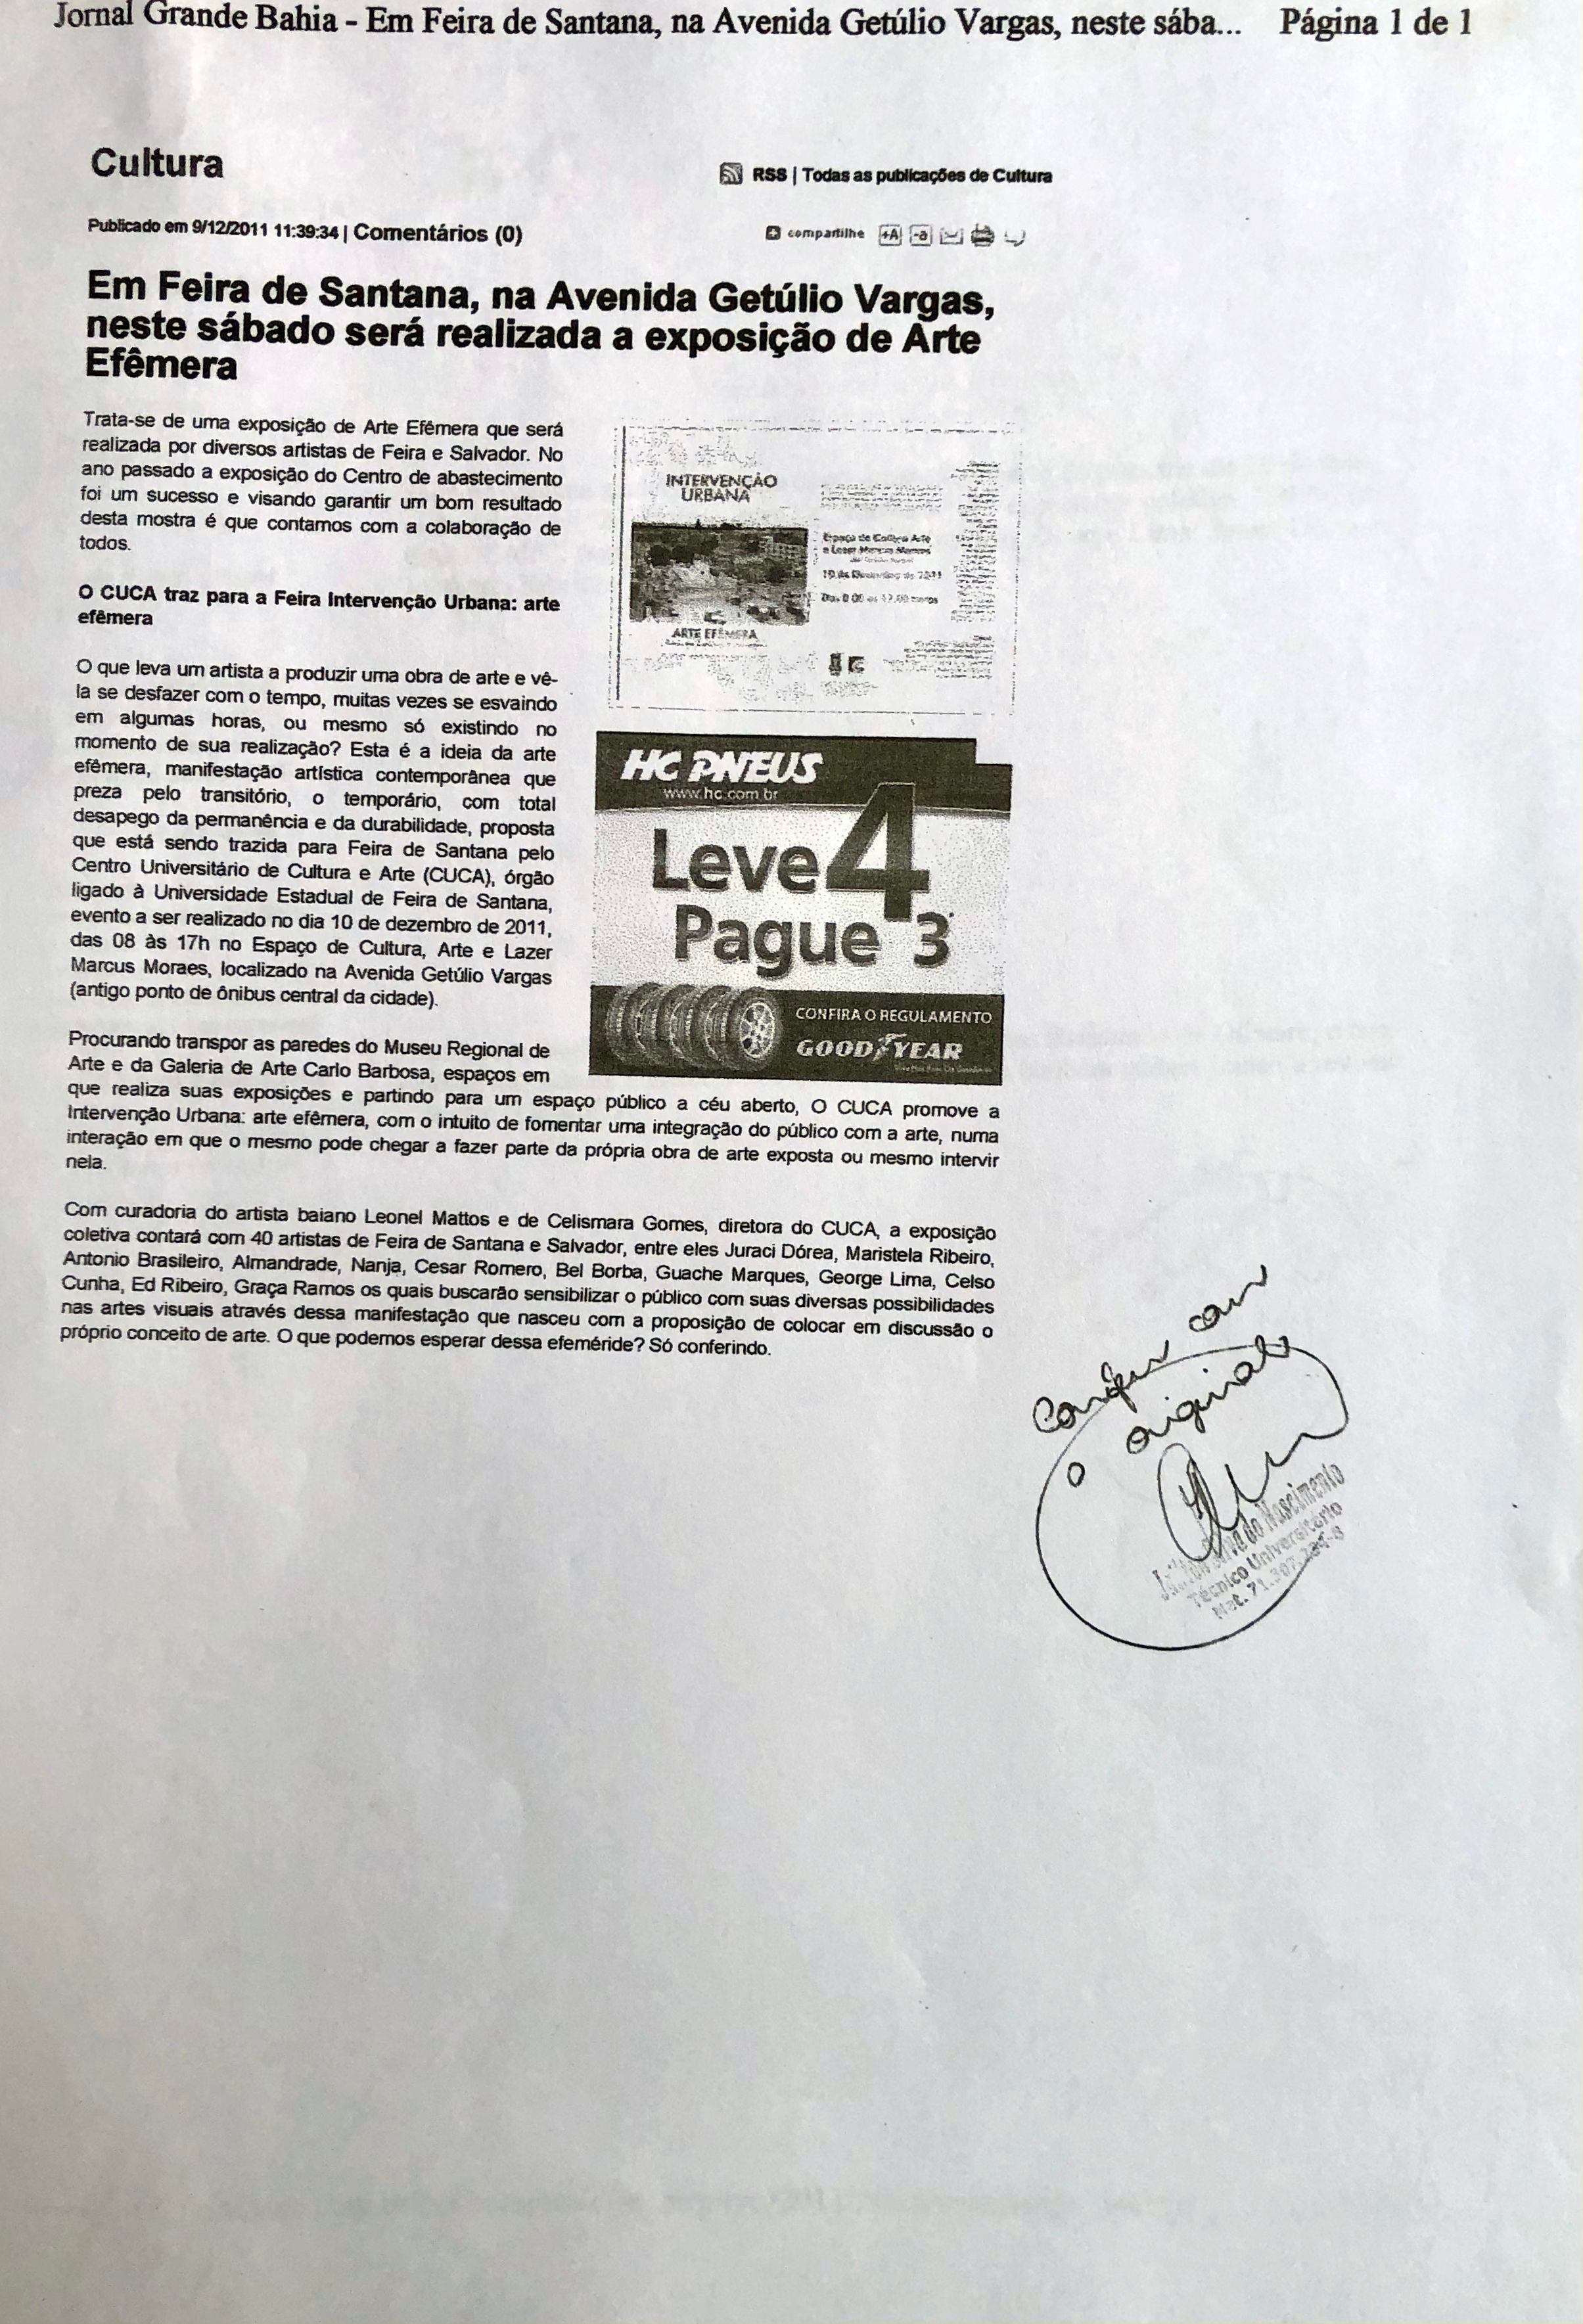 Jornal Grande Bahia - Em Feira de Santana, na Avenida Getúlio Vargas, neste sába... Página 1 de 1
Cultura
RSS | Todas as publicações de Cultura
Publicado em 9/12/2011 11:39:34 | Comentários (0)
compartilhe +A -a
Em Feira de Santana, na Avenida Getúlio Vargas,
neste sábado será realizada a exposição de Arte
Efêmera
Trata-se de uma exposição de Arte Efêmera que será
realizada por diversos artistas de Feira e Salvador. No
ano passado a exposição do Centro de abastecimento
foi um sucesso e visando garantir um bom resultado
desta mostra é que contamos com a colaboração de
todos.
O CUCA traz para a Feira Intervenção Urbana: arte
efêmera
O que leva um artista a produzir uma obra de arte e vê-
la se desfazer com o tempo, muitas vezes se esvaindo
em algumas horas, ou mesmo só existindo no
momento de sua realização? Esta é a ideia da arte
efêmera, manifestação artística contemporânea que
preza pelo transitório, o temporário, com total
desapego da permanência e da durabilidade, proposta
que está sendo trazida para Feira de Santana pelo
Centro Universitário de Cultura e Arte (CUCA), órgão
ligado à Universidade Estadual de Feira de Santana,
evento a ser realizado no dia 10 de dezembro de 2011,
das 08 às 17h no Espaço de Cultura, Arte e Lazer
Marcus Moraes, localizado na Avenida Getúlio Vargas
(antigo ponto de ônibus central da cidade).
Procurando transpor as paredes do Museu Regional de
Arte e da Galeria de Arte Carlo Barbosa, espaços em
que realiza suas exposições e partindo para um espaço público a céu aberto, O CUCA promove a
Intervenção Urbana: arte efêmera, com o intuito de fomentar uma integração do público com a arte, numa
interação em que o mesmo pode chegar a fazer parte da própria obra de arte exposta ou mesmo intervir
nela.
Com curadoria do artista baiano Leonel Mattos e de Celismara Gomes, diretora do CUCA, a exposição
coletiva contará com 40 artistas de Feira de Santana e Salvador, entre eles Juraci Dórea, Maristela Ribeiro,
Antonio Brasileiro, Almandrade, Nanja, Cesar Romero, Bel Borba, Guache Marques, George Lima, Celso
Cunha, Ed Ribeiro, Graça Ramos os quais buscarão sensibilizar o público com suas diversas possibilidades
nas artes visuais através dessa manifestação que nasceu com a proposição de colocar em discussão o
próprio conceito de arte. O que podemos esperar dessa efeméride? Só conferindo.
INTERVENÇÃO
URBANA
ARTE EFÊMERA
Espaço de Cultura Arte
e Lazer Marcus Moraes
10 de Dezembro de 2011
HC PNEUS
www.hc.com.br
Leve 4
Pague 3
CONFIRA O REGULAMENTO
GOODYEAR
Confer com
o original
do Nascimento
Técnico Universitário
Mat. 71.307